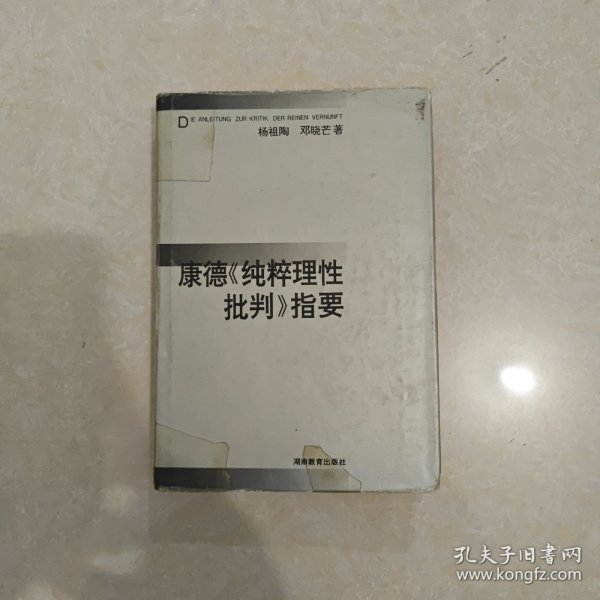 DIE ANLEITUNG ZUR KRITIK DER REINEN VERNUNFT
杨祖陶 邓晓芒著
康德《纯粹理性
批判》指要
湖南教育出版社
孔夫子旧书网
www.kongfz.com